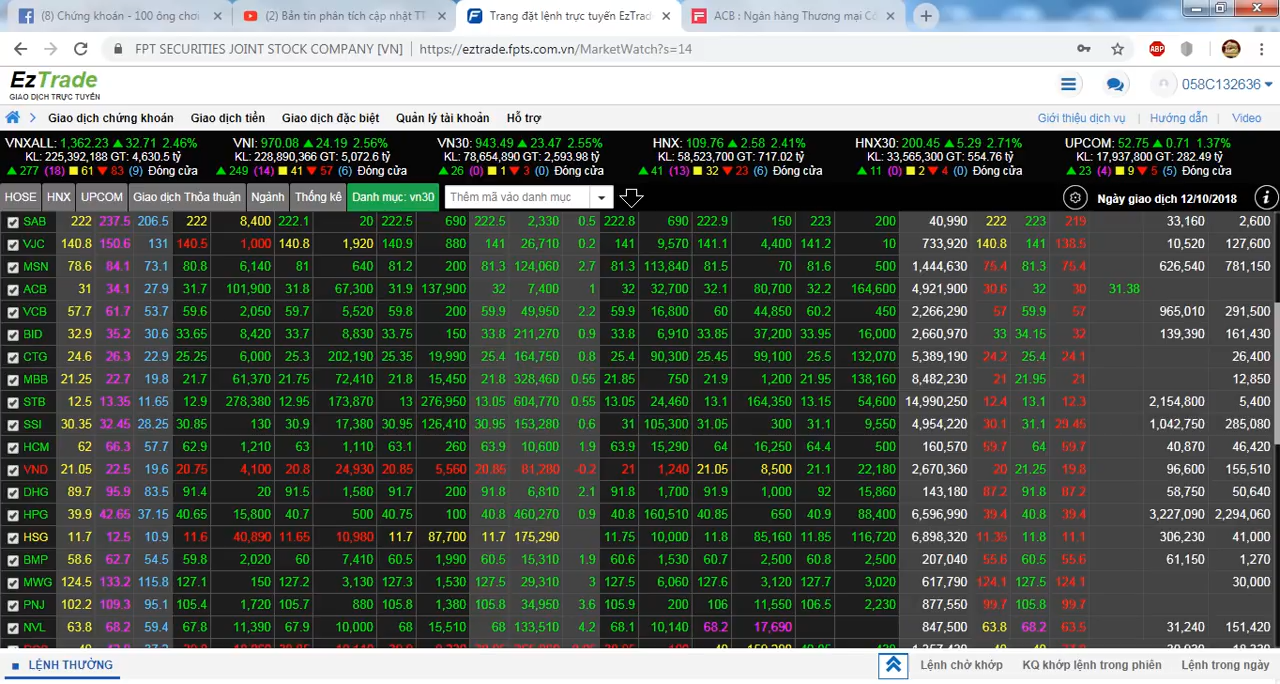 (8) Chứng khoán - 100 ông chơi
(2) Bản tin phân tích cập nhật TT
Trang đặt lệnh trực tuyến EzTrade
ACB : Ngân hàng Thương mại Cổ
FPT SECURITIES JOINT STOCK COMPANY [VN] https://eztrade.fpts.com.vn/MarketWatch?s=14
ABP
EzTrade
GIAO DỊCH TRỰC TUYẾN
058C132636
Giao dịch chứng khoán Giao dịch tiền Giao dịch đặc biệt Quản lý tài khoản Hỗ trợ Giới thiệu dịch vụ Hướng dẫn Video
VNXALL: 1,362.23 ▲ 32.71 2.46% VNI: 970.08 ▲ 24.19 2.56% VN30: 943.49 ▲ 23.47 2.55% HNX: 109.76 ▲ 2.58 2.41% HNX30: 200.45 ▲ 5.29 2.71% UPCOM: 52.75 ▲ 0.71 1.37%
KL: 225,392,188 GT: 4,630.5 tỷ KL: 228,890,366 GT: 5,072.6 tỷ KL: 78,654,890 GT: 2,593.98 tỷ KL: 58,523,700 GT: 717.02 tỷ KL: 33,565,300 GT: 554.76 tỷ KL: 17,937,800 GT: 282.49 tỷ
▲ 277 (18) 61 ▼ 83 (9) Đóng cửa ▲ 249 (14) 41 ▼ 57 (6) Đóng cửa ▲ 26 (0) 1 ▼ 3 (0) Đóng cửa ▲ 41 (13) 32 ▼ 23 (6) Đóng cửa ▲ 11 (0) 2 ▼ 4 (0) Đóng cửa ▲ 23 (4) 9 ▼ 5 (5) Đóng cửa
HOSE HNX UPCOM Giao dịch Thỏa thuận Ngành Thống kê Danh mục: vn30 Thêm mã vào danh mục Ngày giao dịch 12/10/2018
SAB 222 237.5 206.5 222 8,400 222.1 20 222.5 690 222.5 2,330 0.5 222.8 690 222.9 150 223 200 40,990 222 223 219 33,160 2,600
VJC 140.8 150.6 131 140.5 1,000 140.8 1,920 140.9 880 141 26,710 0.2 141 9,570 141.1 4,400 141.2 10 733,920 140.8 141 138.5 10,520 127,600
MSN 78.6 84.1 73.1 80.8 6,140 81 640 81.2 200 81.3 124,060 2.7 81.3 113,840 81.5 70 81.6 500 1,444,630 75.4 81.3 75.4 626,540 781,150
ACB 31 34.1 27.9 31.7 101,900 31.8 67,300 31.9 137,900 32 7,400 1 32 32,700 32.1 80,700 32.2 164,600 4,921,900 30.6 32 30 31.38
VCB 57.7 61.7 53.7 59.6 2,050 59.7 5,520 59.8 200 59.9 49,950 2.2 59.9 16,800 60 44,850 60.2 450 2,266,290 57 59.9 57 965,010 291,500
BID 32.9 35.2 30.6 33.65 8,420 33.7 8,830 33.75 150 33.8 211,270 0.9 33.8 6,910 33.85 37,200 33.95 16,000 2,660,970 33 34.15 32 139,390 161,430
CTG 24.6 26.3 22.9 25.25 6,000 25.3 202,190 25.35 19,990 25.4 164,750 0.8 25.4 90,300 25.45 99,100 25.5 132,070 5,389,190 24.2 25.4 24.1 26,400
MBB 21.25 22.7 19.8 21.7 61,370 21.75 72,410 21.8 15,450 21.8 328,460 0.55 21.85 750 21.9 1,200 21.95 138,160 8,482,230 21 21.95 21 12,850
STB 12.5 13.35 11.65 12.9 278,380 12.95 173,870 13 276,950 13.05 604,770 0.55 13.05 24,460 13.1 164,350 13.15 54,600 14,990,250 12.4 13.1 12.3 2,154,800 5,400
SSI 30.35 32.45 28.25 30.85 130 30.9 17,380 30.95 126,410 30.95 153,280 0.6 31 105,300 31.05 300 31.1 9,550 4,954,220 30.1 31.1 29.45 1,042,750 285,080
HCM 62 66.3 57.7 62.9 1,210 63 1,110 63.1 260 63.9 10,600 1.9 63.9 15,290 64 16,250 64.4 500 160,570 59.7 64 59.7 40,870 46,420
VND 21.05 22.5 19.6 20.75 4,100 20.8 24,930 20.85 5,560 20.85 81,280 -0.2 21 1,240 21.05 8,500 21.1 22,180 2,670,360 20 21.25 19.8 96,600 155,510
DHG 89.7 95.9 83.5 91.4 20 91.5 1,580 91.7 200 91.8 6,810 2.1 91.8 1,700 91.9 1,000 92 15,860 143,180 87.2 91.8 87.2 58,750 50,640
HPG 39.9 42.65 37.15 40.65 15,800 40.7 500 40.75 100 40.8 460,270 0.9 40.8 160,510 40.85 650 40.9 88,400 6,596,990 39.4 40.8 39.4 3,227,090 2,294,060
HSG 11.7 12.5 10.9 11.6 40,890 11.65 10,980 11.7 87,700 11.7 175,290 11.75 10,000 11.8 85,160 11.85 116,720 6,898,320 11.35 11.8 11.1 306,230 41,000
BMP 58.6 62.7 54.5 59.8 2,020 60 7,410 60.5 1,990 60.5 15,310 1.9 60.6 1,530 60.7 2,500 60.8 2,500 207,040 55.6 60.5 55.6 61,150 1,270
MWG 124.5 133.2 115.8 127.1 150 127.2 3,130 127.3 1,530 127.5 29,310 3 127.5 6,060 127.6 3,120 127.7 3,020 617,790 124.1 127.5 124.1 30,000
PNJ 102.2 109.3 95.1 105.4 1,720 105.7 880 105.8 1,380 105.8 34,950 3.6 105.9 200 106 11,550 106.5 2,230 877,550 99.7 105.8 99.7
NVL 63.8 68.2 59.4 67.8 11,390 67.9 10,000 68 15,510 68 133,510 4.2 68.1 10,140 68.2 17,690 847,500 63.8 68.2 63.5 31,240 151,420
LỆNH THƯỜNG Lệnh chờ khớp KQ khớp lệnh trong phiên Lệnh trong ngày